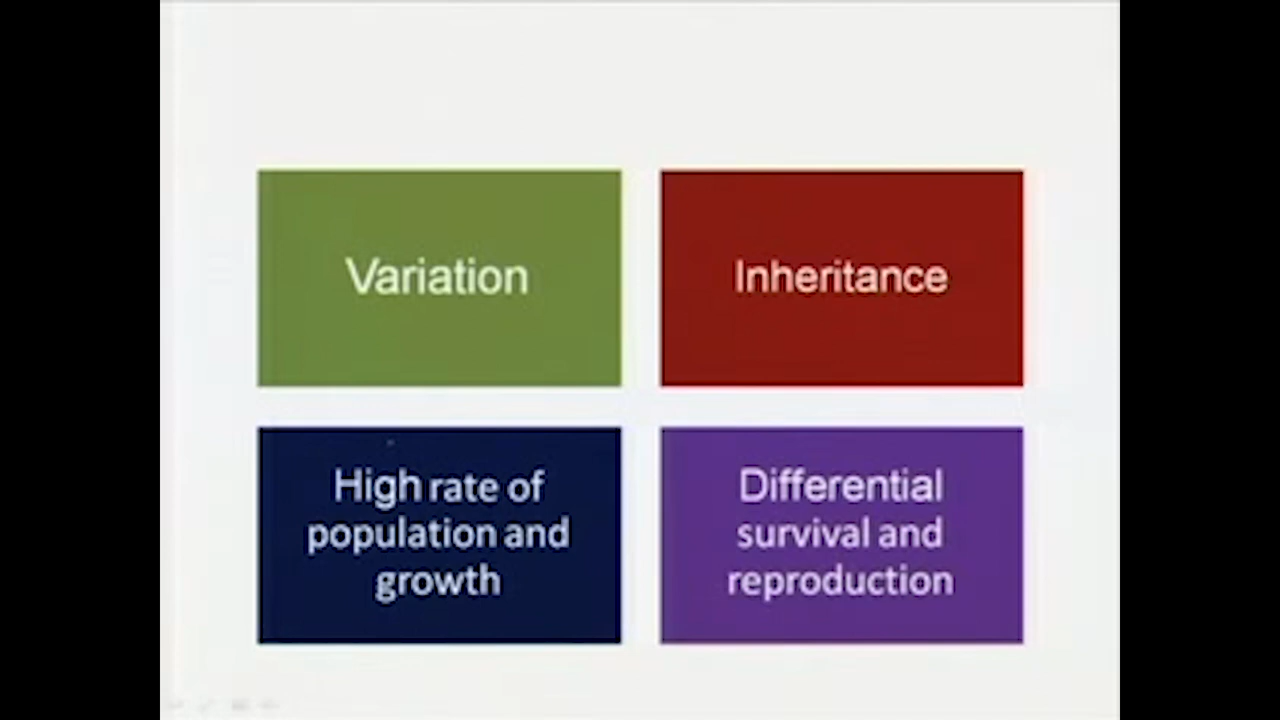 Variation
Inheritance
High rate of
population and
growth
Differential
survival and
reproduction